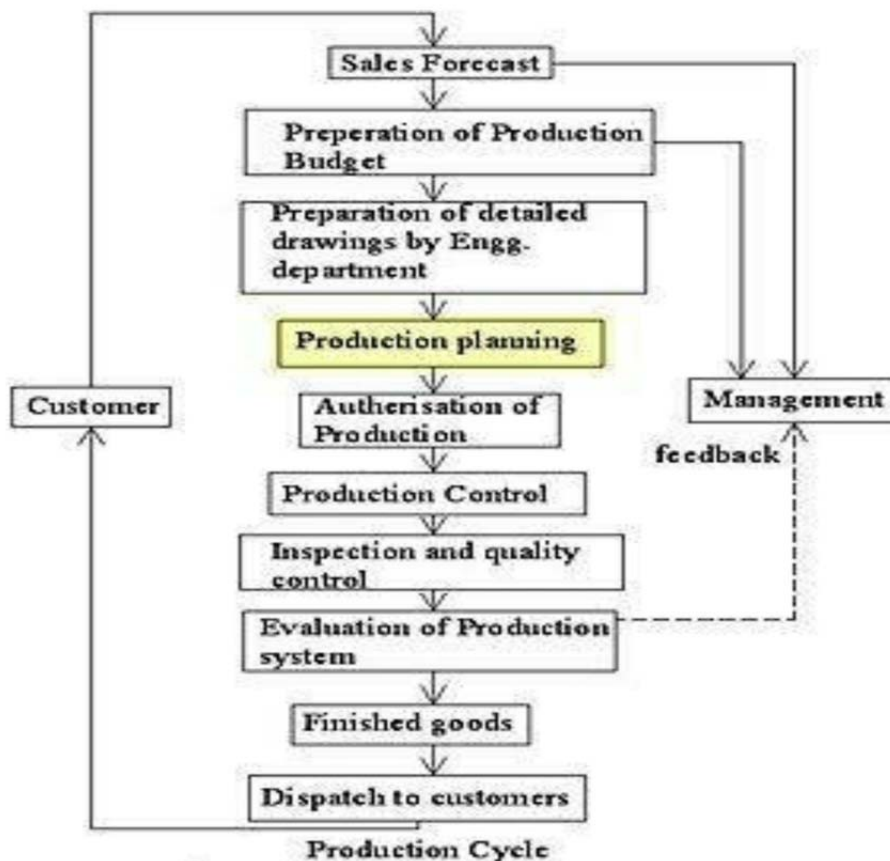 Sales Forecast
Preperation of Production
Budget
Preparation of detailed
drawings by Engg.
department
Production planning
Customer
Autherisation of
Production
Management
feedback
Production Control
Inspection and quality
control
Evaluation of Production
system
Finished goods
Dispatch to customers
Production Cycle